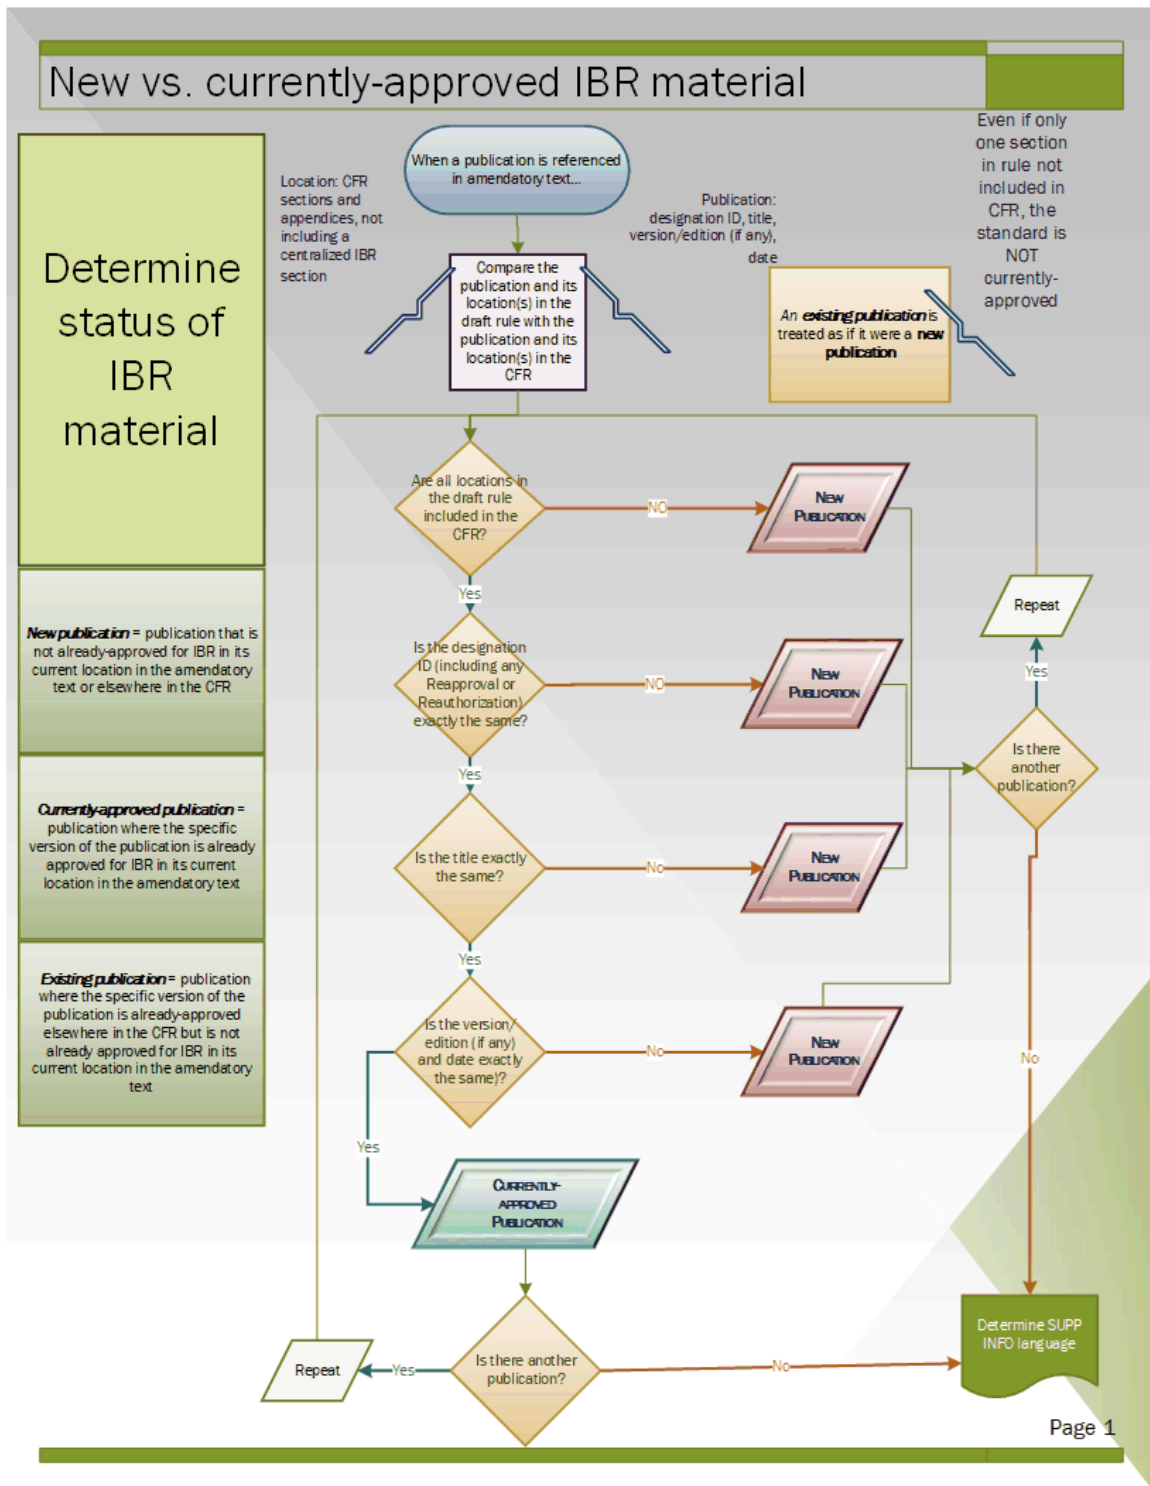 New vs. currently-approved IBR material
Determine
status of
IBR
material
New publication = publication that is
not already-approved for IBR in its
current location in the amendatory
text or elsewhere in the CFR
Currently-approved publication =
publication where the specific
version of the publication is already
approved for IBR in its current
location in the amendatory text
Existing publication = publication
where the specific version of the
publication is already-approved
elsewhere in the CFR but is not
already approved for IBR in its
current location in the amendatory
text
Location: CFR
sections and
appendices, not
including a
centralized IBR
section
When a publication is referenced
in amendatory text...
Publication:
designation ID, title,
version/edition (if any),
date
Even if only
one section
in rule not
included in
CFR, the
standard is
NOT
currently-
approved
Compare the
publication and its
location(s) in the
draft rule with the
publication and its
location(s) in the
CFR
An existing publication is
treated as if it were a new
publication
Are all locations in
the draft rule
included in the
CFR?
NO
New
Publication
Yes
Is the designation
ID (including any
Reapproval or
Reauthorization)
exactly the same?
NO
New
Publication
Repeat
Yes
Is there
another
publication?
Yes
Is the title exactly
the same?
No
New
Publication
Yes
Is the version/
edition (if any)
and date exactly
the same)?
No
New
Publication
No
Yes
Currently-
approved
Publication
Is there another
publication?
Yes
Repeat
No
Determine SUPP
INFO language
Page 1